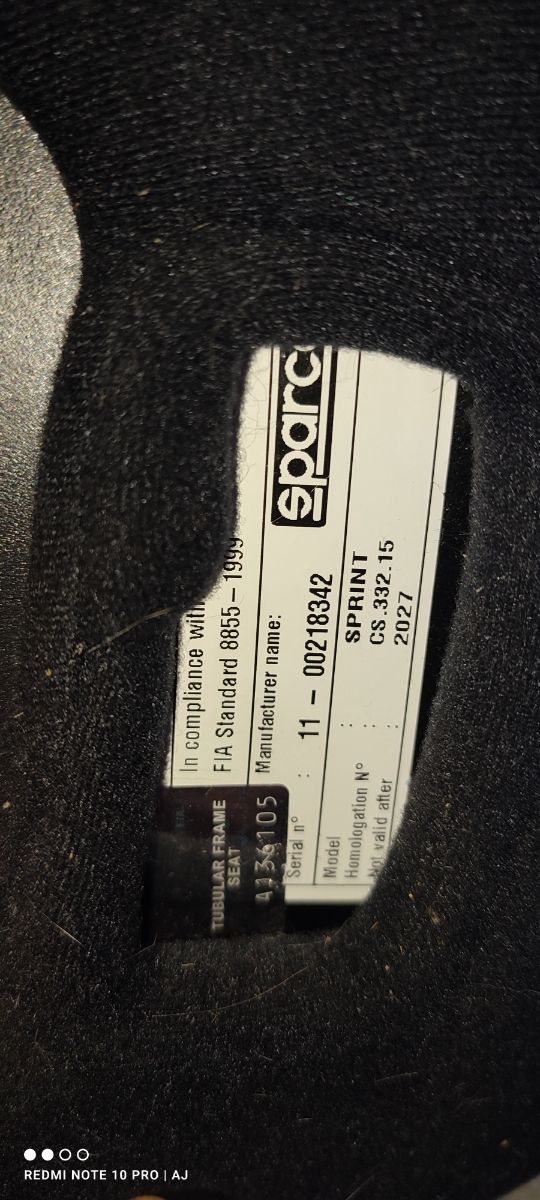 In compliance with
FIA Standard 8855-1999
Manufacturer name:
sparco
Serial n° : 11 - 00218342
Model SPRINT
Homologation N° : CS.332.15
Not valid after : 2027
TUBULAR FRAME
SEAT
REDMI NOTE 10 PRO | AJ